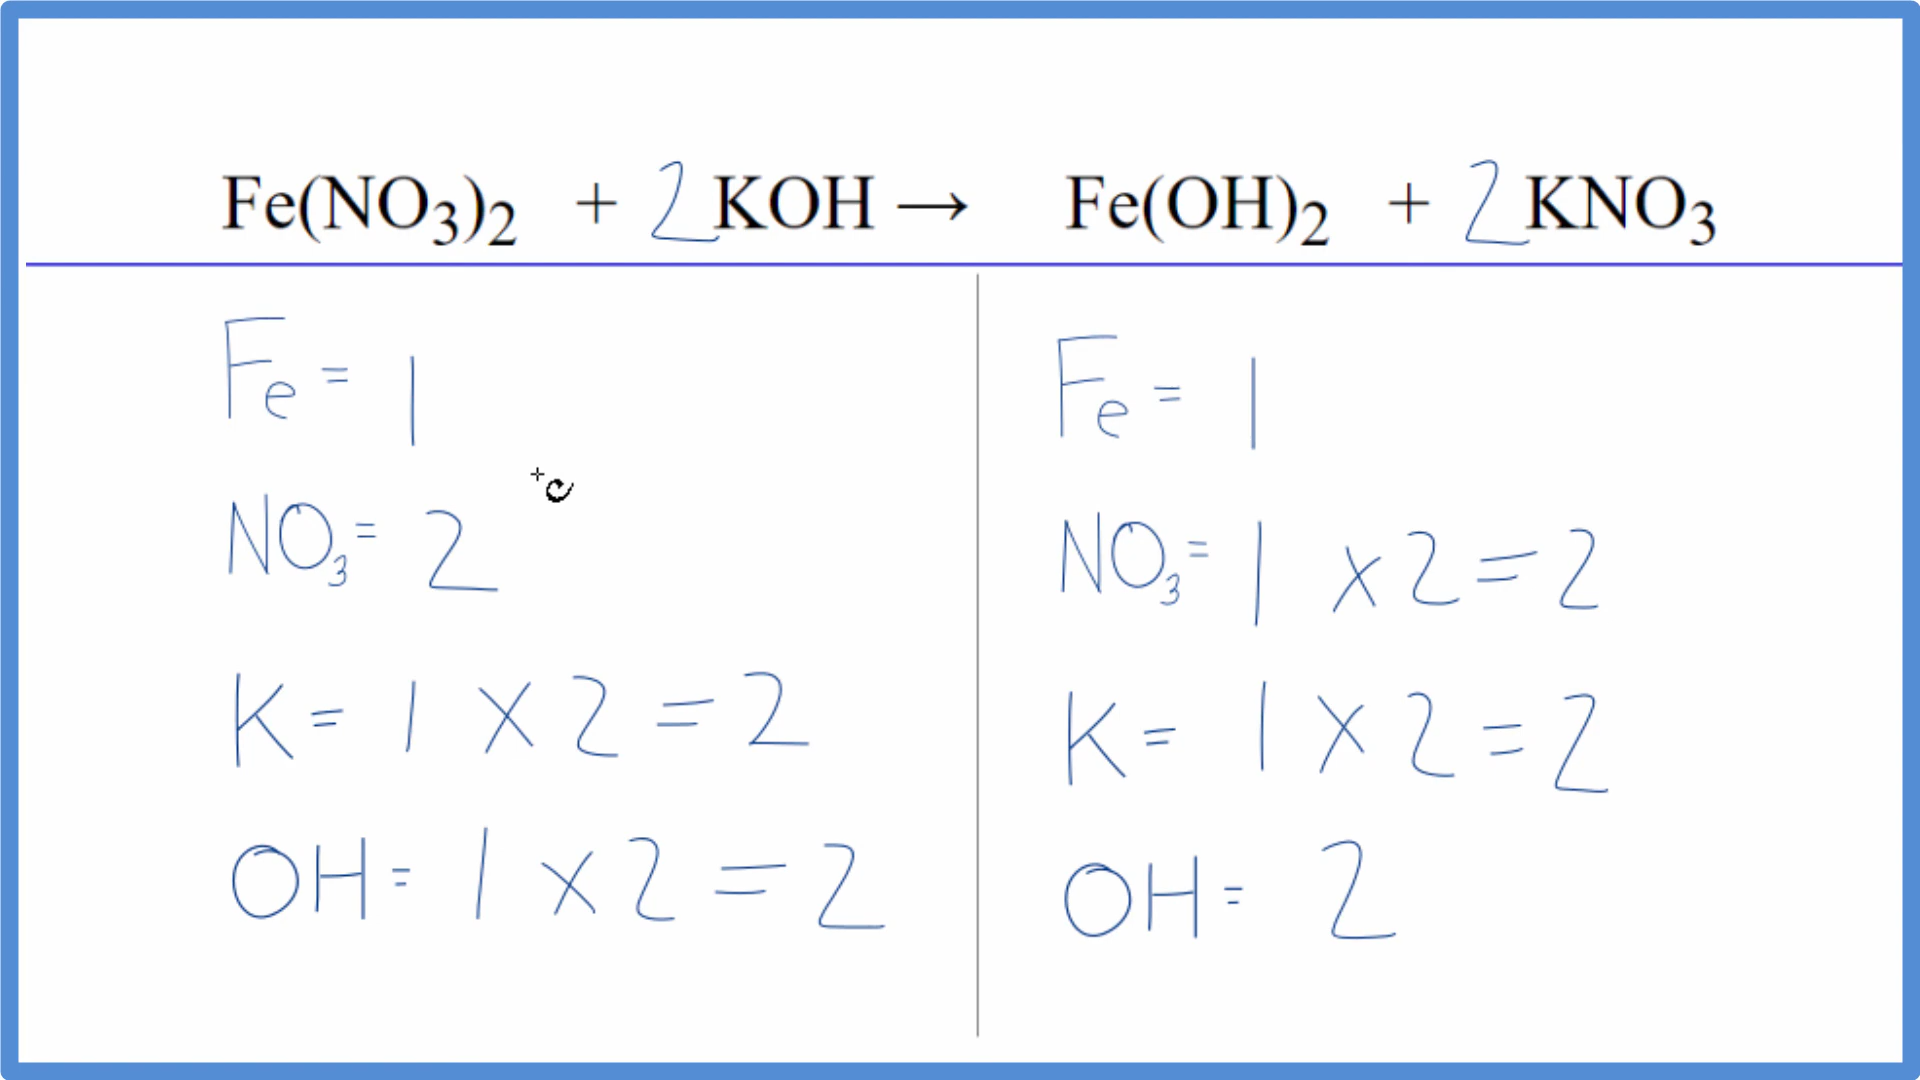 Fe(NO₃)₂ + 2KOH → Fe(OH)₂ + 2KNO₃
Fe = 1
NO₃ = 2
K = 1 x 2 = 2
OH = 1 x 2 = 2
Fe = 1
NO₃ = 1 x 2 = 2
K = 1 x 2 = 2
OH = 2